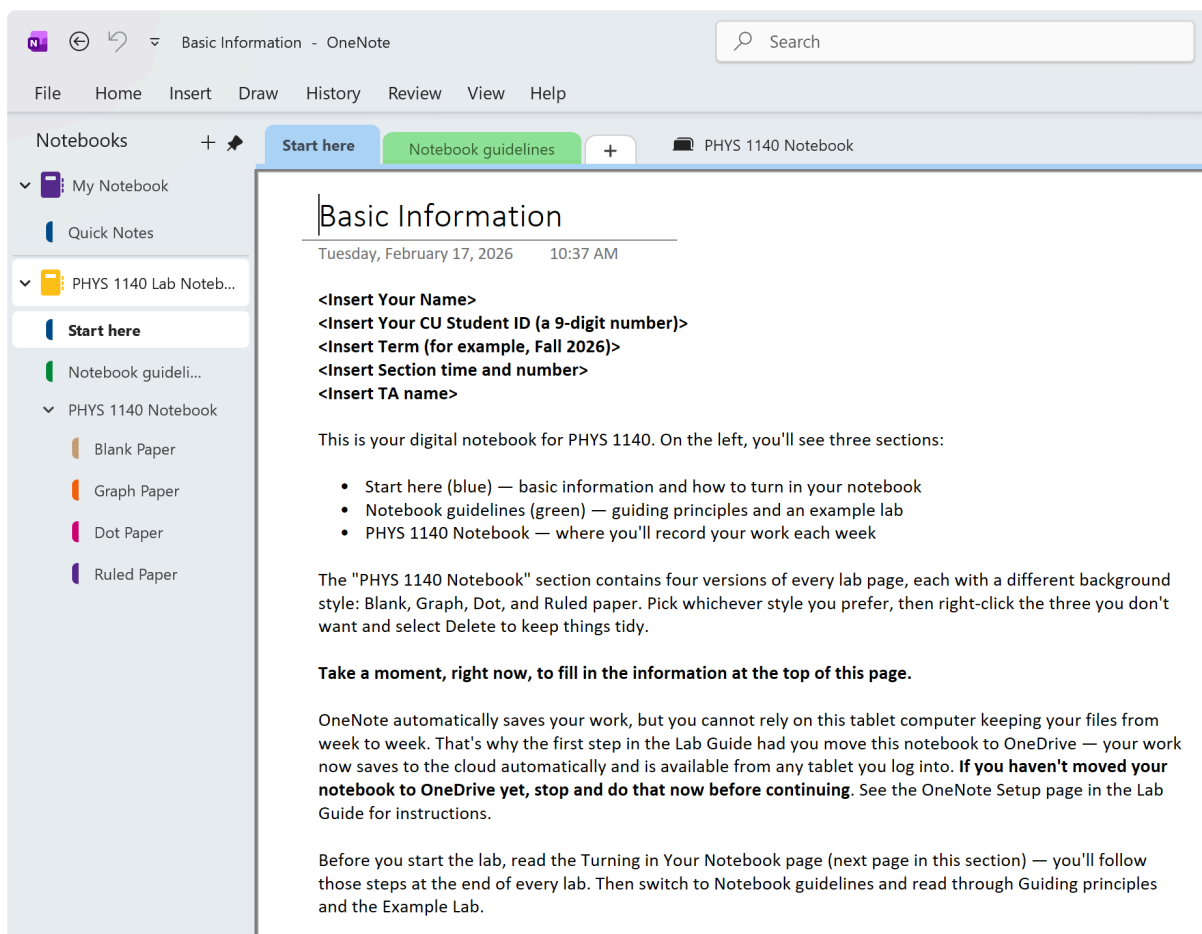 Basic Information - OneNote
Search
File Home Insert Draw History Review View Help
Notebooks
Start here
Notebook guidelines
+
PHYS 1140 Notebook
My Notebook
Quick Notes
PHYS 1140 Lab Noteb...
Start here
Notebook guideli...
PHYS 1140 Notebook
Blank Paper
Graph Paper
Dot Paper
Ruled Paper
Basic Information
Tuesday, February 17, 2026 10:37 AM
<Insert Your Name>
<Insert Your CU Student ID (a 9-digit number)>
<Insert Term (for example, Fall 2026)>
<Insert Section time and number>
<Insert TA name>
This is your digital notebook for PHYS 1140. On the left, you'll see three sections:
• Start here (blue) — basic information and how to turn in your notebook
• Notebook guidelines (green) — guiding principles and an example lab
• PHYS 1140 Notebook — where you'll record your work each week
The "PHYS 1140 Notebook" section contains four versions of every lab page, each with a different background
style: Blank, Graph, Dot, and Ruled paper. Pick whichever style you prefer, then right-click the three you don't
want and select Delete to keep things tidy.
Take a moment, right now, to fill in the information at the top of this page.
OneNote automatically saves your work, but you cannot rely on this tablet computer keeping your files from
week to week. That's why the first step in the Lab Guide had you move this notebook to OneDrive — your work
now saves to the cloud automatically and is available from any tablet you log into. If you haven't moved your
notebook to OneDrive yet, stop and do that now before continuing. See the OneNote Setup page in the Lab
Guide for instructions.
Before you start the lab, read the Turning in Your Notebook page (next page in this section) — you'll follow
those steps at the end of every lab. Then switch to Notebook guidelines and read through Guiding principles
and the Example Lab.